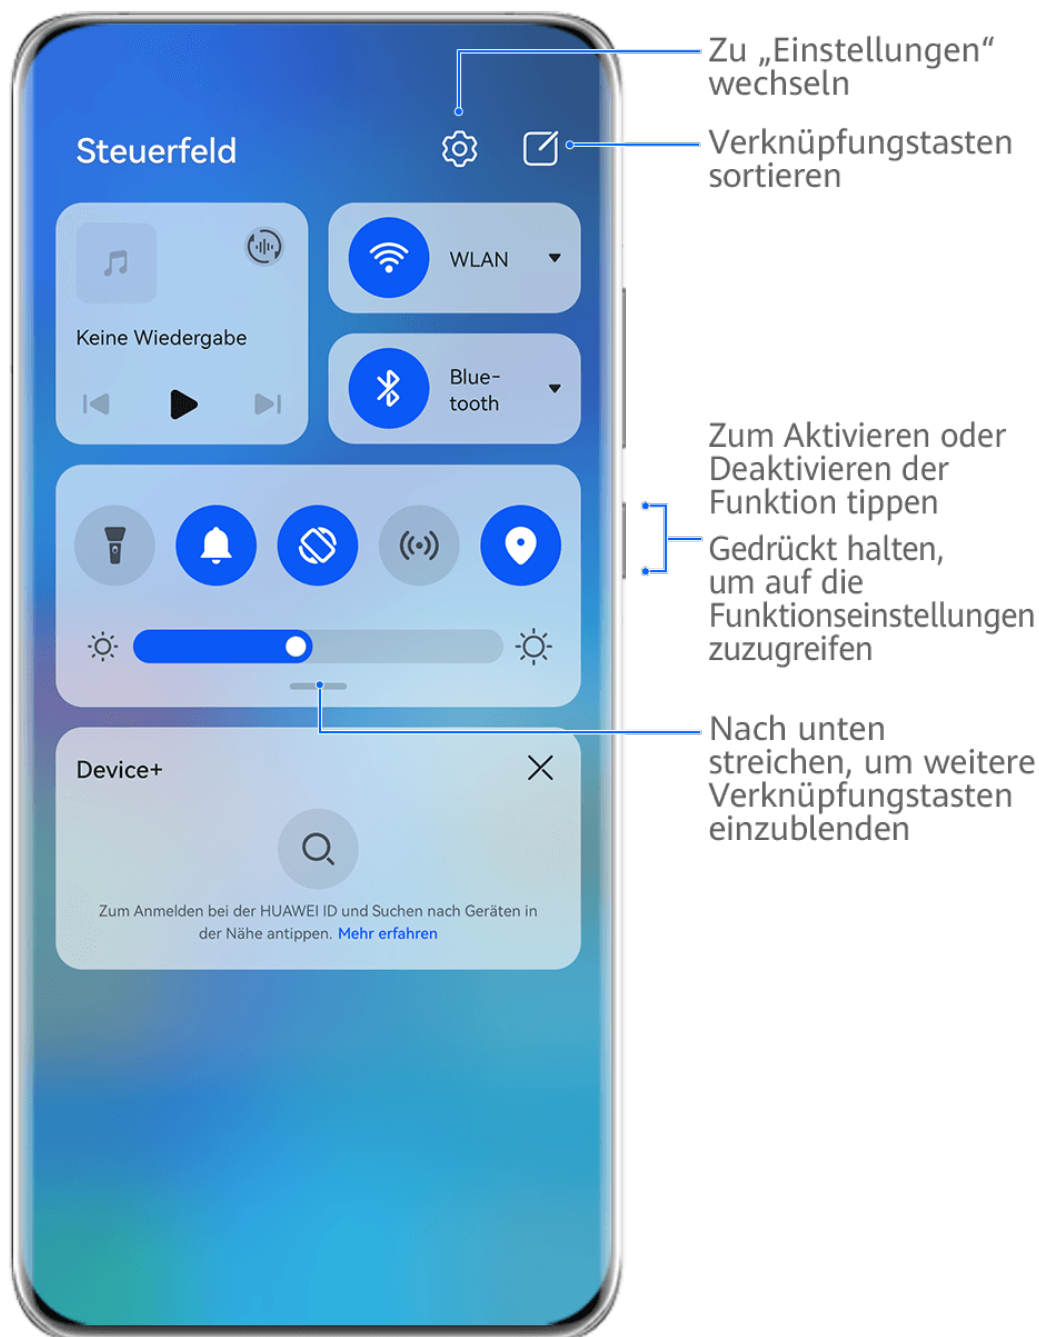 Zu „Einstellungen“
wechseln
Steuerfeld
Verknüpfungstasten
sortieren
WLAN
Keine Wiedergabe
Blue-
tooth
Zum Aktivieren oder
Deaktivieren der
Funktion tippen
Gedrückt halten,
um auf die
Funktionseinstellungen
zuzugreifen
Nach unten
streichen, um weitere
Verknüpfungstasten
einzublenden
Device+
Zum Anmelden bei der HUAWEI ID und Suchen nach Geräten in
der Nähe antippen. Mehr erfahren